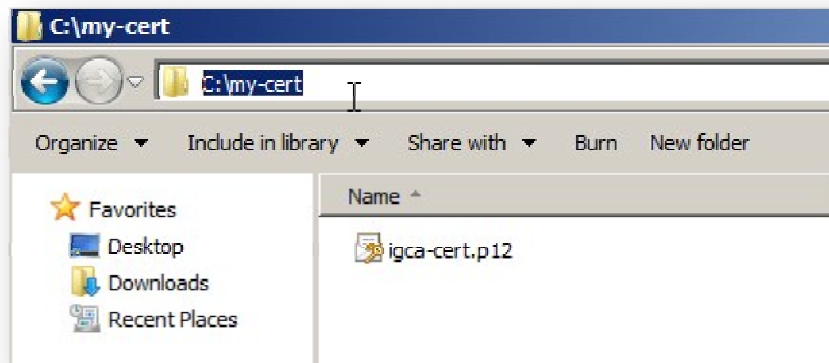 C:\my-cert
C:\my-cert
Organize Include in library Share with Burn New folder
Favorites
Desktop
Downloads
Recent Places
Name
igca-cert.p12